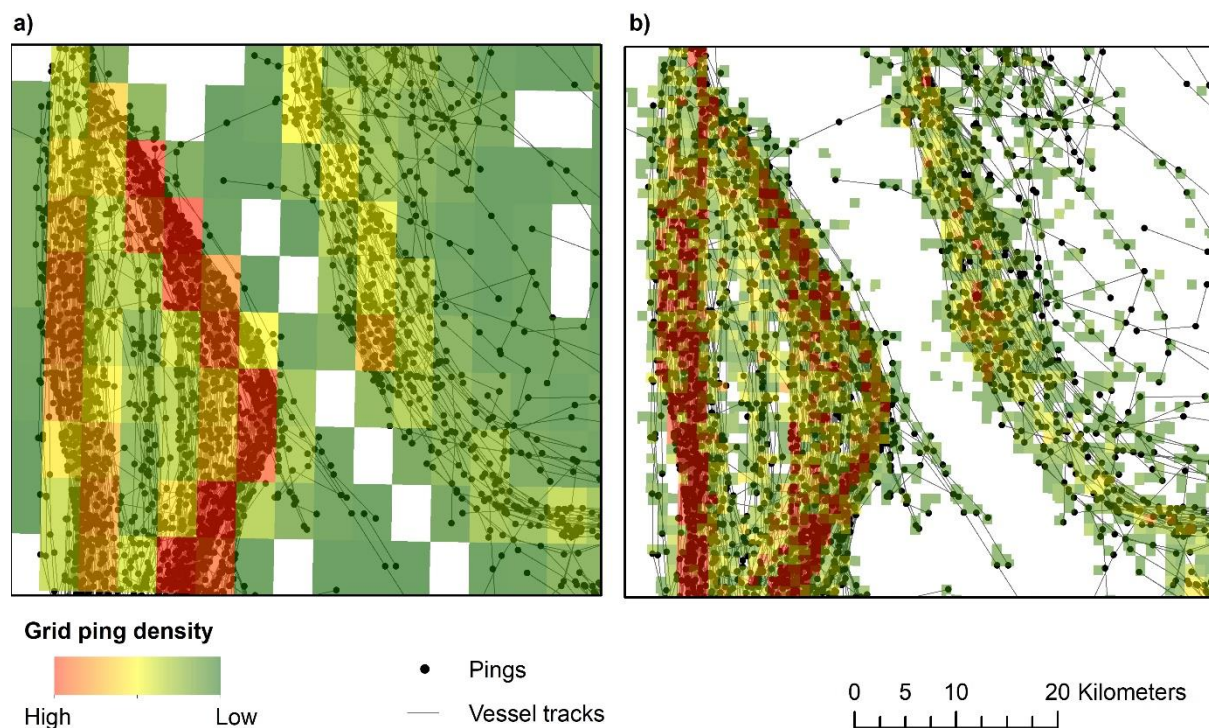 a)
b)
Grid ping density
High
Low
Pings
Vessel tracks
0 5 10 20 Kilometers